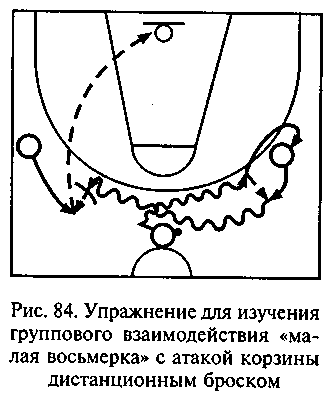 Рис. 84. Упражнение для изучения
группового взаимодействия «ма-
лая восьмерка» с атакой корзины
дистанционным броском